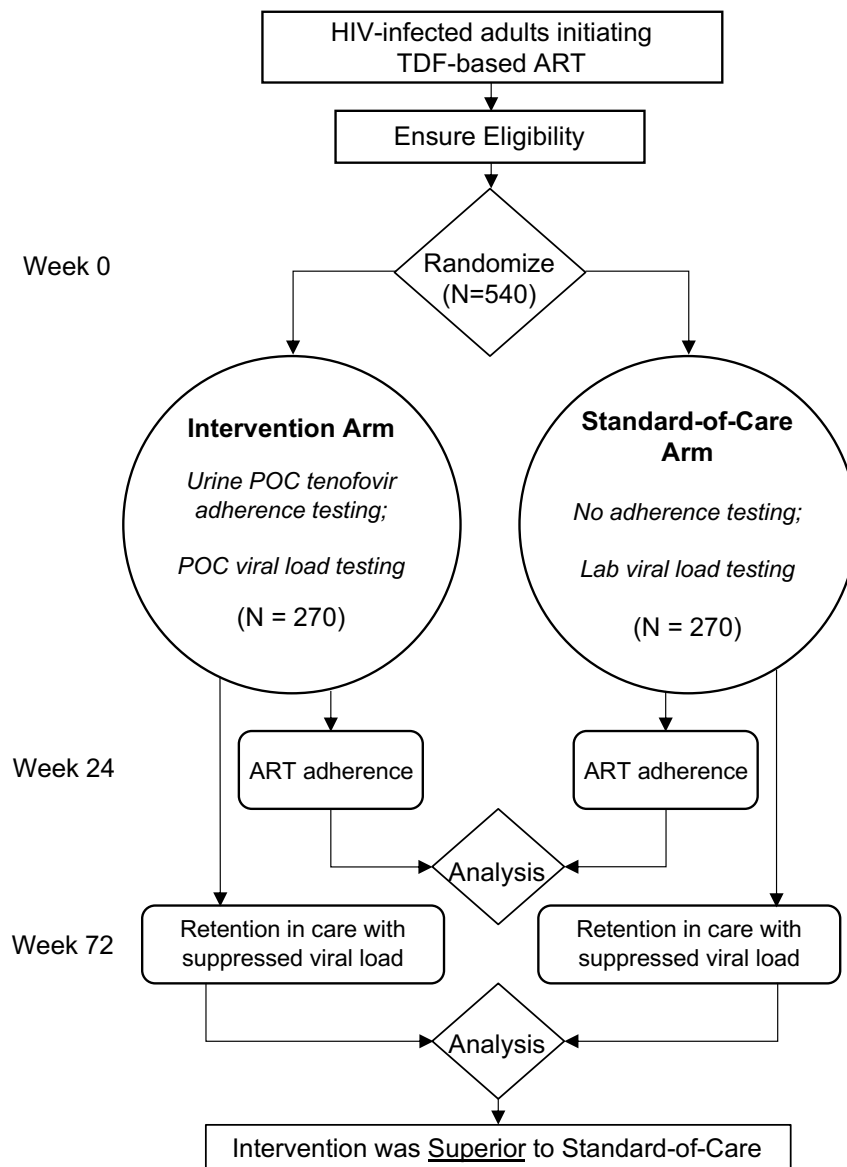 HIV-infected adults initiating
TDF-based ART
Ensure Eligibility
Week 0
Randomize
(N=540)
Intervention Arm
Urine POC tenofovir
adherence testing;
POC viral load testing
(N = 270)
Standard-of-Care
Arm
No adherence testing;
Lab viral load testing
(N = 270)
Week 24
ART adherence
ART adherence
Analysis
Week 72
Retention in care with
suppressed viral load
Retention in care with
suppressed viral load
Analysis
Intervention was Superior to Standard-of-Care